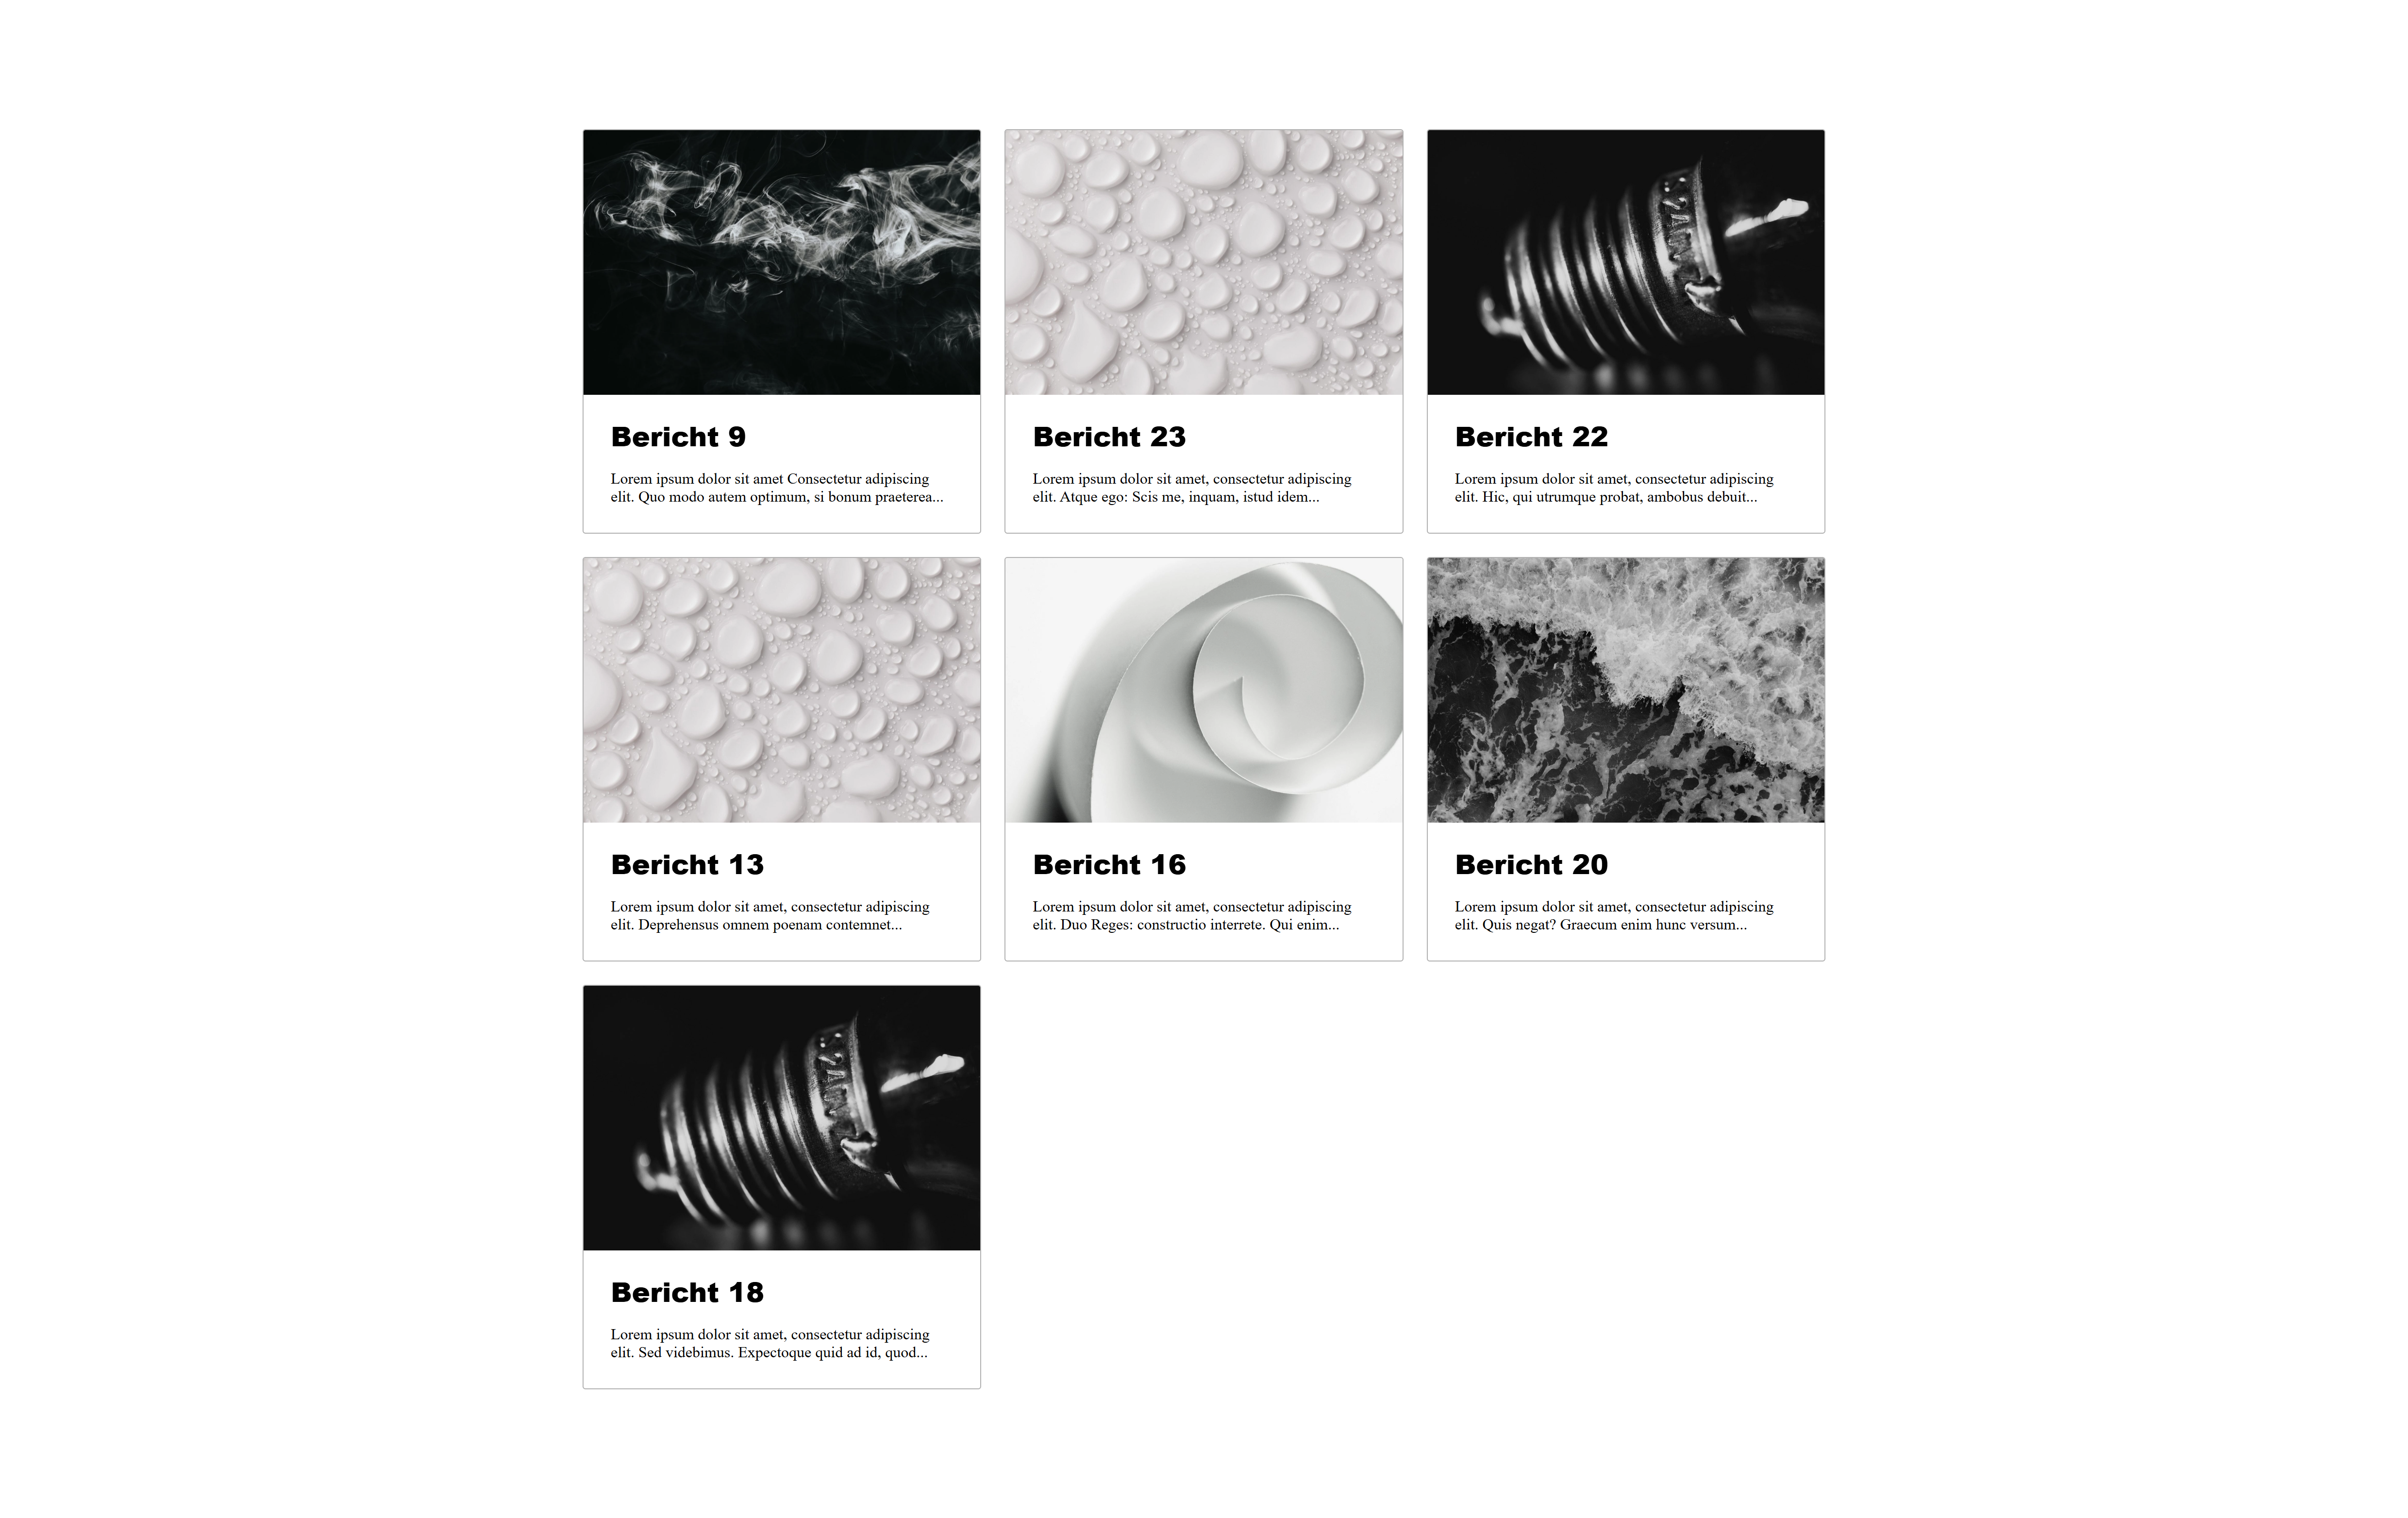 Bericht 9
Lorem ipsum dolor sit amet Consectetur adipiscing
elit. Quo modo autem optimum, si bonum praeterea...
Bericht 23
Lorem ipsum dolor sit amet, consectetur adipiscing
elit. Atque ego: Scis me, inquam, istud idem...
Bericht 22
Lorem ipsum dolor sit amet, consectetur adipiscing
elit. Hic, qui utrumque probat, ambobus debuit...
Bericht 13
Lorem ipsum dolor sit amet, consectetur adipiscing
elit. Deprehensus omnem poenam contemnet...
Bericht 16
Lorem ipsum dolor sit amet, consectetur adipiscing
elit. Duo Reges: constructio interrete. Qui enim...
Bericht 20
Lorem ipsum dolor sit amet, consectetur adipiscing
elit. Quis negat? Graecum enim hunc versum...
Bericht 18
Lorem ipsum dolor sit amet, consectetur adipiscing
elit. Sed videbimus. Expectoque quid ad id, quod...